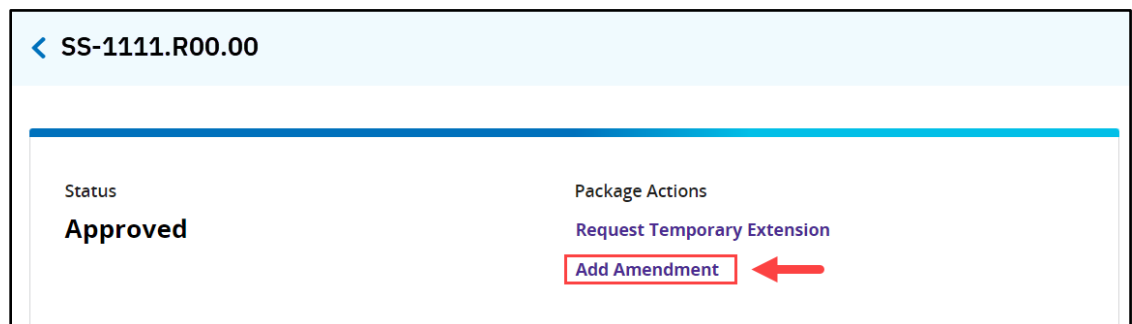 SS-1111.R00.00
Status
Approved
Package Actions
Request Temporary Extension
Add Amendment